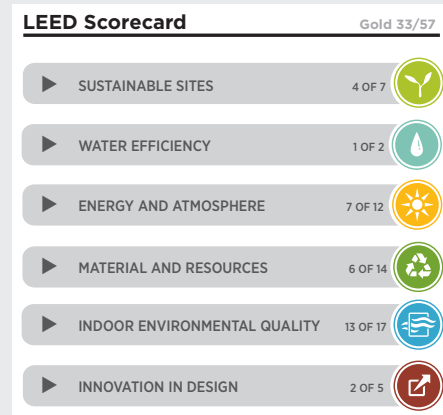 LEED Scorecard Gold 33/57
SUSTAINABLE SITES 4 OF 7
WATER EFFICIENCY 1 OF 2
ENERGY AND ATMOSPHERE 7 OF 12
MATERIAL AND RESOURCES 6 OF 14
INDOOR ENVIRONMENTAL QUALITY 13 OF 17
INNOVATION IN DESIGN 2 OF 5